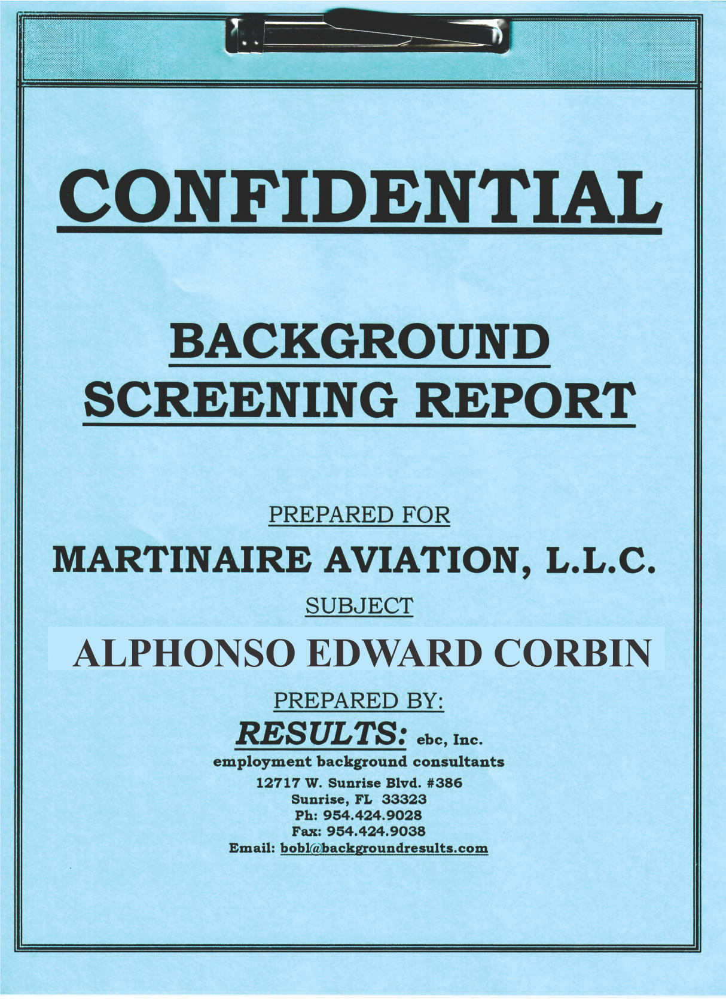 CONFIDENTIAL
BACKGROUND
SCREENING REPORT
PREPARED FOR
MARTINAIRE AVIATION, L.L.C.
SUBJECT
ALPHONSO EDWARD CORBIN
PREPARED BY:
RESULTS: ebc, Inc.
employment background consultants
12717 W. Sunrise Blvd. #386
Sunrise, FL 33323
Ph: 954.424.9028
Fax: 954.424.9038
Email: bobl@backgroundresults.com